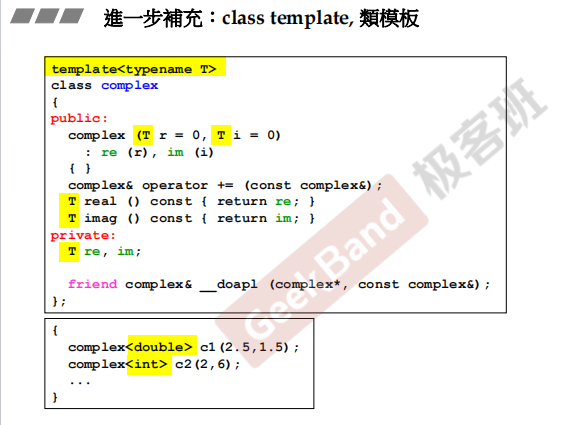 進一步補充：class template, 類模板
template<typename T>
class complex
{
public:
complex (T r = 0, T i = 0)
: re (r), im (i)
{ }
complex& operator += (const complex&);
T real () const { return re; }
T imag () const { return im; }
private:
T re, im;
friend complex& __doapl (complex*, const complex&);
};
{
complex<double> c1(2.5,1.5);
complex<int> c2(2,6);
...
}
GeekBand 极客班